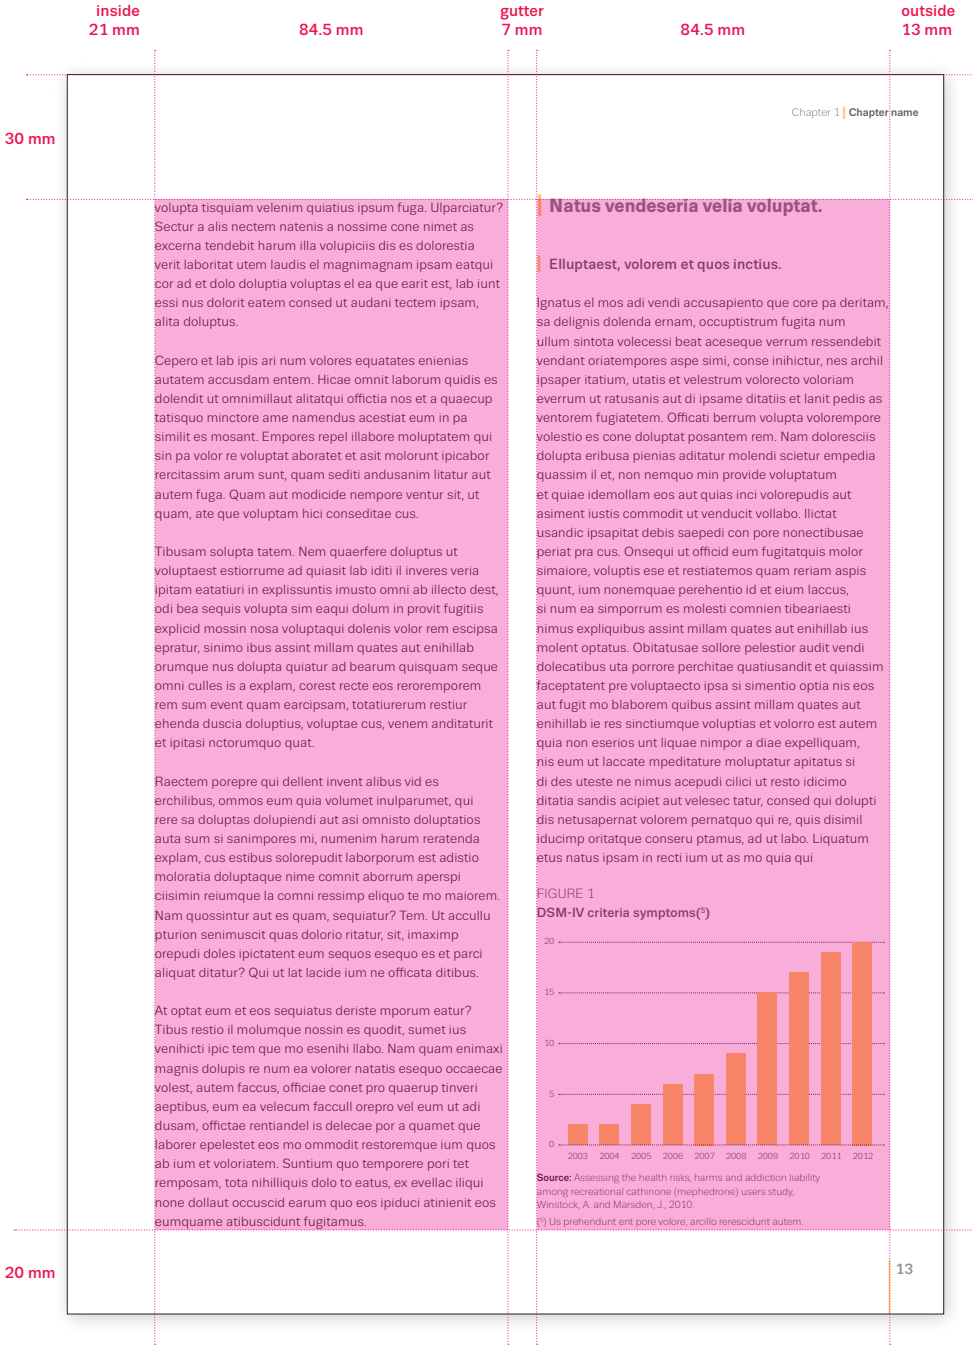 inside
21 mm
84.5 mm
gutter
7 mm
84.5 mm
outside
13 mm
30 mm
Chapter 1 | Chapter name
volupta tisquiam velenim quiatius ipsum fuga. Ulparciatur?
Sectur a alis nectem natenis a nossime cone nimet as
excerna tendebit harum illa volupiciis dis es dolorestia
verit laboritat utem laudis el magnimagnam ipsam eatqui
cor ad et dolo doluptia voluptas el ea que earit est, lab iunt
essi nus dolorit eatem consed ut audani tectem ipsam,
alita doluptus.
Cepero et lab ipis ari num volores equatates enienias
autatem accusdam entem. Hicae omnit laborum quidis es
dolendit ut omnimillaut alitatqui offictia nos et a quaecup
tatisquo minctore ame namendus acestiat eum in pa
similit es mosant. Empores repel illabore moluptatem qui
sin pa volor re voluptat aboratet et asit molorunt ipicabor
rercitassim arum sunt, quam sediti andusanim litatur aut
autem fuga. Quam aut modicide nempore ventur sit, ut
quam, ate que voluptam hici conseditae cus.
Tibusam solupta tatem. Nem quaerfere doluptus ut
voluptaest estiorrume ad quiasit lab iditi il inveres veria
ipitam eatatiuri in explissuntis imusto omni ab illecto dest,
odi bea sequis volupta sim eaqui dolum in provit fugitiis
explicid mossin nosa voluptaqui dolenis volor rem escipsa
epratur, sinimo ibus assint millam quates aut enihillab
orumque nus dolupta quiatur ad bearum quisquam seque
omni culles is a explam, corest recte eos reroremporem
rem sum event quam earcipsam, totatiurerum restiur
ehenda duscia doluptius, voluptae cus, venem anditaturit
et ipitasi nctorumquo quat.
Raectem porepre qui dellent invent alibus vid es
erchilibus, ommos eum quia volumet inulparumet, qui
rere sa doluptas dolupiendi aut asi omnisto doluptatios
auta sum si sanimpores mi, numenim harum reratenda
explam, cus estibus solorepudit laborporum est adistio
moloratia doluptaque nime comnit aborrum aperspi
ciisimin reiumque la comni ressimp eliquo te mo maiorem.
Nam quossintur aut es quam, sequiatur? Tem. Ut accullu
pturion senimuscit quas dolorio ritatur, sit, imaximp
orepudi doles ipictatent eum sequos esequo es et parci
aliquat ditatur? Qui ut lat lacide ium ne officata ditibus.
At optat eum et eos sequiatus deriste mporum eatur?
Tibus restio il molumque nossin es quodit, sumet ius
venihicti ipic tem que mo esenihi llabo. Nam quam enimaxi
magnis dolupis re num ea volorer natatis esequo occaecae
volest, autem faccus, officiae conet pro quaerup tinveri
aeptibus, eum ea velecum faccull orepro vel eum ut adi
dusam, offictae rentiandel is delecae por a quamet que
laborer epelestet eos mo ommodit restoremque ium quos
ab ium et voloriatem. Suntium quo temporere pori tet
remposam, tota nihilliquis dolo to eatus, ex evellac iliqui
none dollaut occuscid earum quo eos ipiduci atinienit eos
eumquame atibuscidunt fugitamus.
Natus vendeseria velia voluptat.
Elluptaest, volorem et quos inctius.
Ignatus el mos adi vendi accusapiento que core pa deritam,
sa delignis dolenda ernam, occuptistrum fugita num
ullum sintota volecessi beat aceseque verrum ressendebit
vendant oriatempores aspe simi, conse inihictur, nes archil
ipsaper itatium, utatis et velestrum volorecto voloriam
everrum ut ratusanis aut di ipsame ditatiis et lanit pedis as
ventorem fugiatetem. Officati berrum volupta volorempore
volestio es cone doluptat posantem rem. Nam doloresciis
dolupta eribusa pienias aditatur molendi scietur empedia
quassim il et, non nemquo min provide voluptatum
et quiae idemollam eos aut quias inci volorepudis aut
asiment iustis commodit ut venducit vollabo. Ilictat
usandic ipsapitat debis saepedi con pore nonectibusae
periat pra cus. Onsequi ut officid eum fugitatquis molor
simaiore, voluptis ese et restiatemos quam reriam aspis
quunt, ium nonemquae perehentio id et eium laccus,
si num ea simporrum es molesti comnien tibeariaesti
nimus expliquibus assint millam quates aut enihillab ius
molent optatus. Obitatusae sollore pelestior audit vendi
dolecatibus uta porrore perchitae quatiusandit et quiassim
faceptatent pre voluptaecto ipsa si simentio optia nis eos
aut fugit mo blaborem quibus assint millam quates aut
enihillab ie res sinctiumque voluptias et volorro est autem
quia non eserios unt liquae nimpor a diae expelliquam,
nis eum ut laccate mpeditature moluptatur apitatus si
di des uteste ne nimus acepudi cilici ut resto idicimo
ditatia sandis acipiet aut velesec tatur, consed qui dolupti
dis netusapernat volorem pernatquo qui re, quis disimil
iducimp oritatque conseru ptamus, ad ut labo. Liquatum
etus natus ipsam in recti ium ut as mo quia qui
FIGURE 1
DSM-IV criteria symptoms(⁵)
20
15
10
5
0
2003 2004 2005 2006 2007 2008 2009 2010 2011 2012
Source: Assessing the health risks, harms and addiction liability
among recreational cathinone (mephedrone) users study,
Winstock, A. and Marsden, J., 2010.
(⁵) Us prehendunt ent pore volore, arcillo rerescidunt autem.
20 mm
13